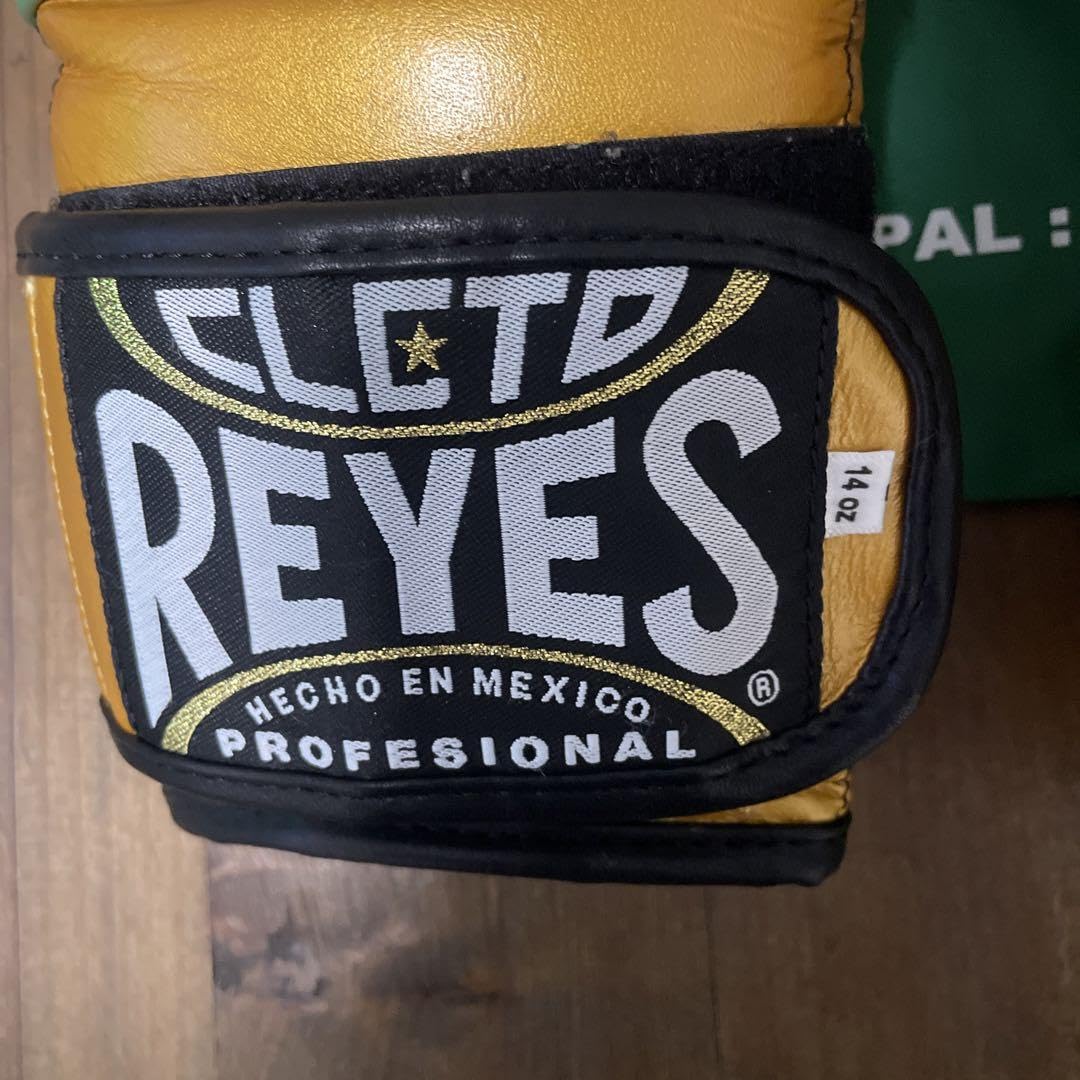 CLETO
REYES
HECHO EN MEXICO
PROFESIONAL
®
14 oz
PAL :